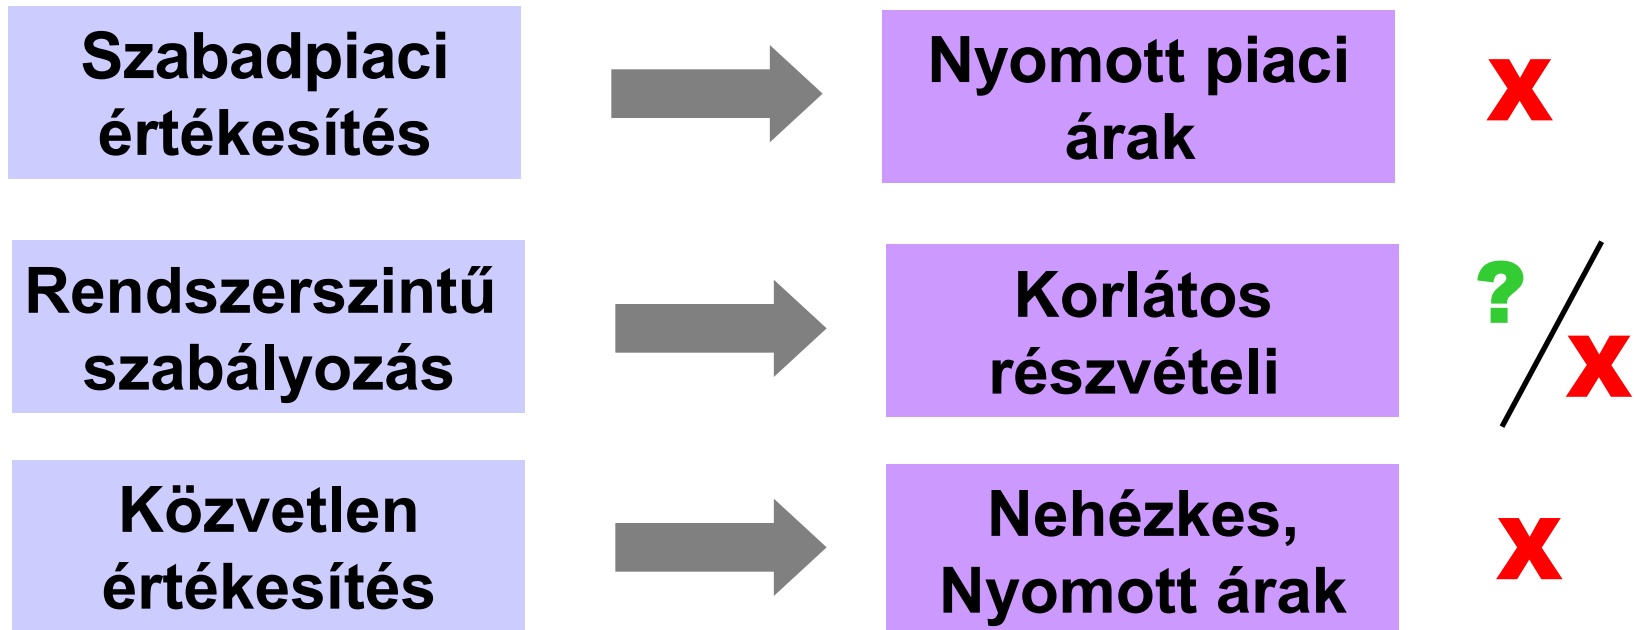 Szabadpiaci
értékesítés
Nyomott piaci
árak
X
Rendszerszintű
szabályozás
Korlátos
részvételi
?
X
Közvetlen
értékesítés
Nehézkes,
Nyomott árak
X